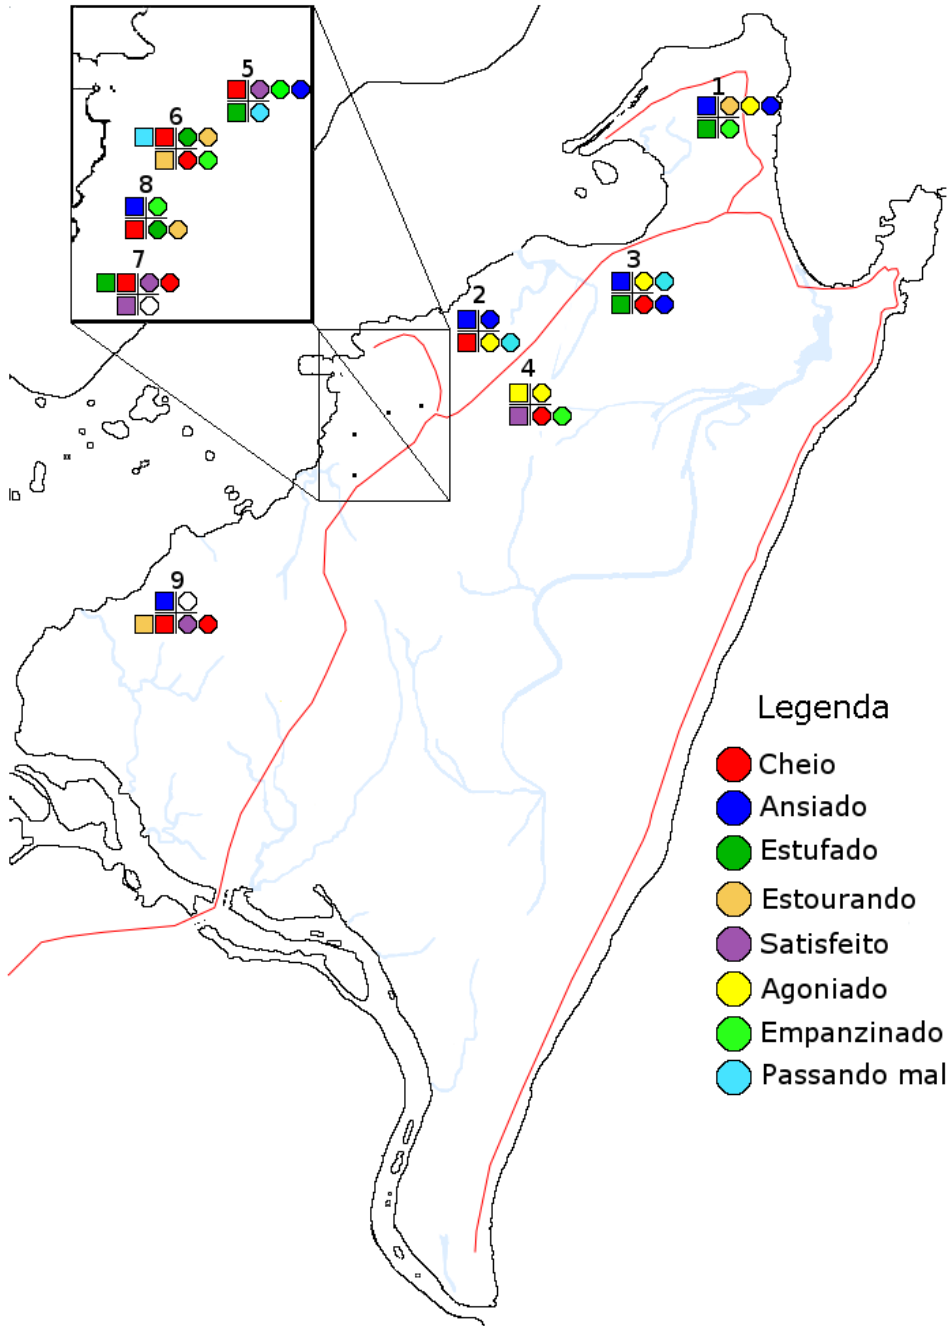 5
6
8
7
1
3
2
4
9
Legenda
Cheio
Ansiado
Estufado
Estourando
Satisfeito
Agoniado
Empanzinado
Passando mal